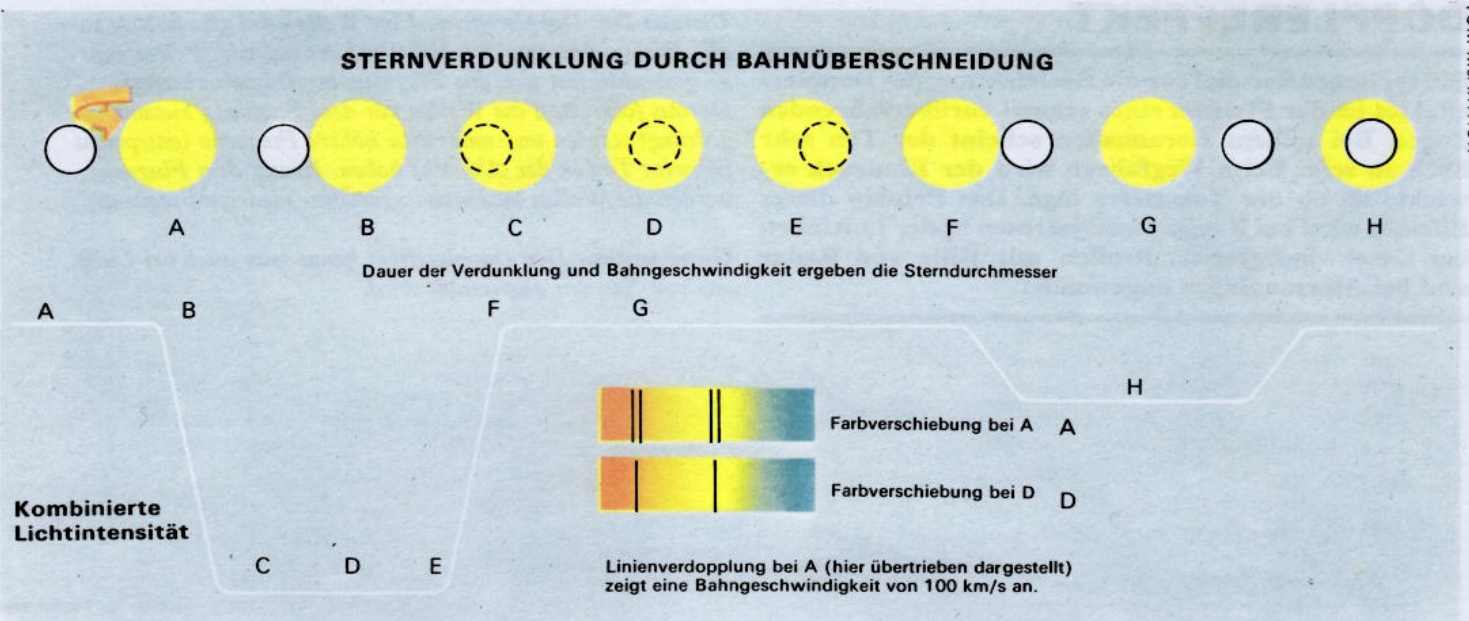 STERNVERDUNKLUNG DURCH BAHNÜBERSCHNEIDUNG
A B C D E F G H
Dauer der Verdunklung und Bahngeschwindigkeit ergeben die Sterndurchmesser
A B F G
H
Farbverschiebung bei A A
Farbverschiebung bei D D
Kombinierte
Lichtintensität
C D E
Linienverdopplung bei A (hier übertrieben dargestellt)
zeigt eine Bahngeschwindigkeit von 100 km/s an.